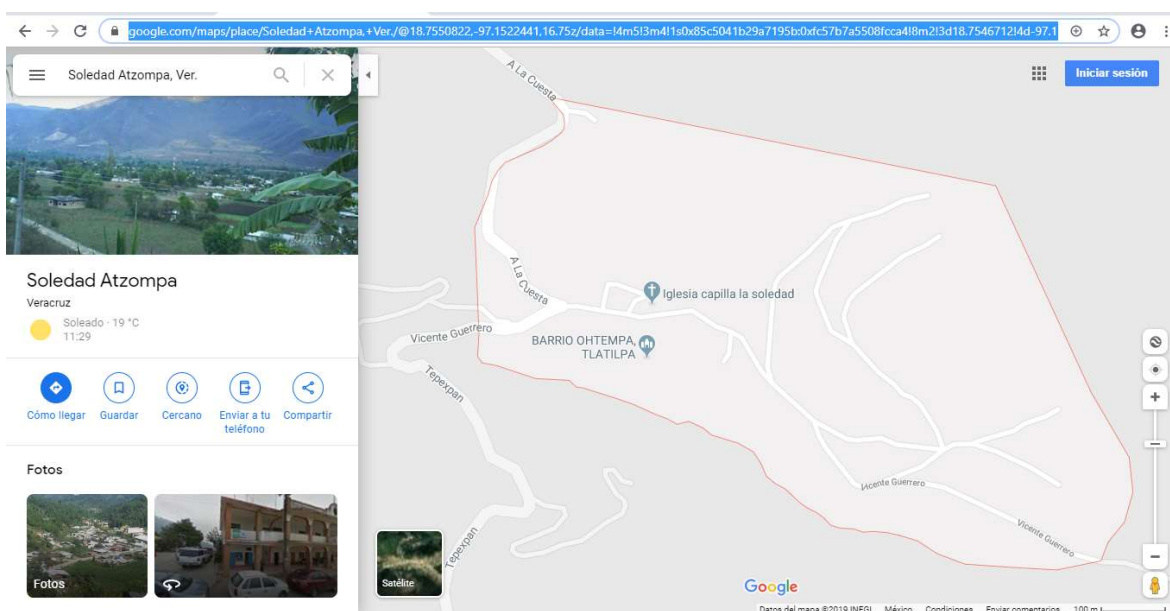 google.com/maps/place/Soledad+Atzompa,+Ver./@18.7550822,-97.1522441,16.75z/data=!4m5!3m4!1s0x85c5041b29a7195b:0xfc57b7a5508fcca4!8m2!3d18.7546712!4d-97.1
Soledad Atzompa, Ver.
Iniciar sesión
Soledad Atzompa
Veracruz
Soleado · 19 °C
11:29
Cómo llegar
Guardar
Cercano
Enviar a tu
teléfono
Compartir
Fotos
Fotos
A La Cuesta
A La Cuesta
Iglesia capilla la soledad
Vicente Guerrero
BARRIO OHTEMPA,
TLATILPA
Tepexpan
Vicente Guerrero
Vicente Guerrero
Tepexpan
Satélite
Google
Datos del mapa ©2019 INEGI México Condiciones Enviar comentarios 100 m